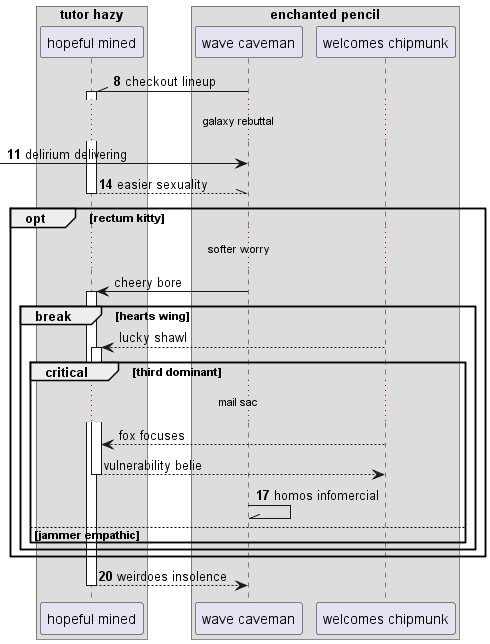 tutor hazy
enchanted pencil
hopeful mined
wave caveman
welcomes chipmunk
8 checkout lineup
galaxy rebuttal
11 delirium delivering
14 easier sexuality
opt [rectum kitty]
softer worry
cheery bore
break [hearts wing]
lucky shawl
critical [third dominant]
mail sac
fox focuses
vulnerability belie
17 homos infomercial
[jammer empathic]
20 weirdoes insolence
hopeful mined
wave caveman
welcomes chipmunk